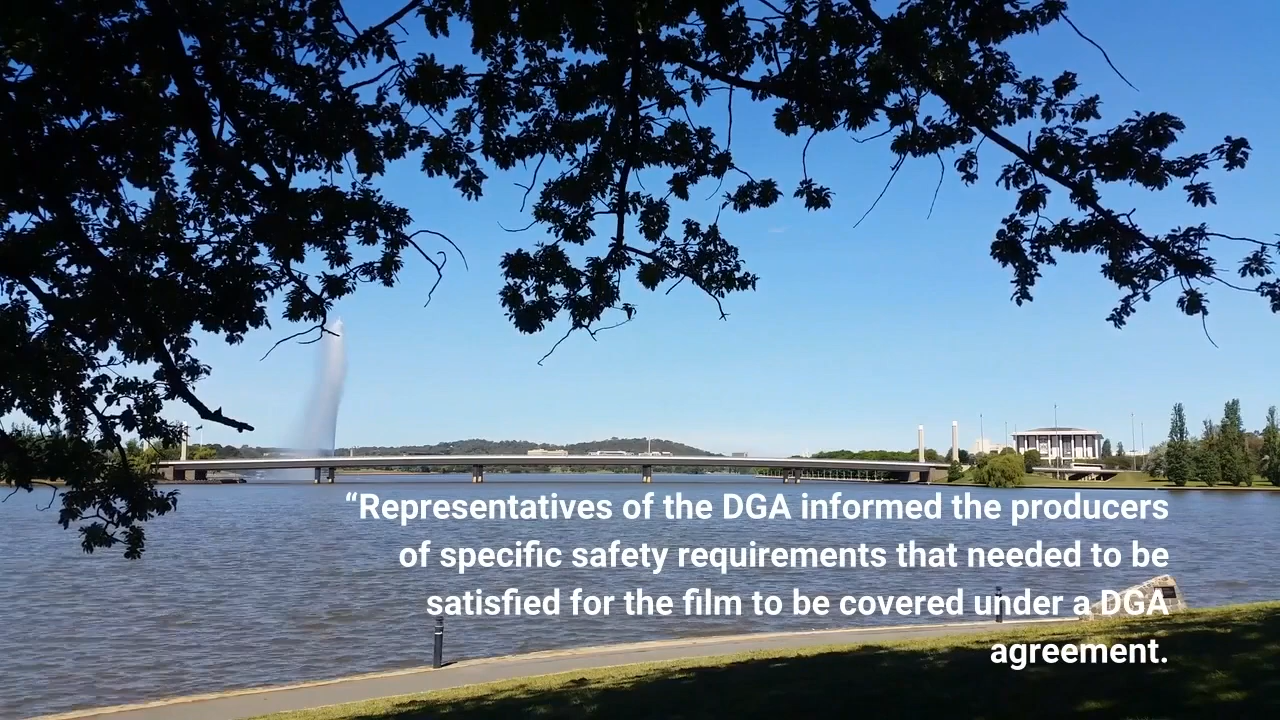 “Representatives of the DGA informed the producers
of specific safety requirements that needed to be
satisfied for the film to be covered under a DGA
agreement.